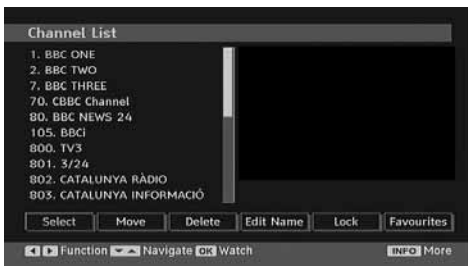 Channel List
1. BBC ONE
2. BBC TWO
7. BBC THREE
70. CBBC Channel
80. BBC NEWS 24
105. BBCi
800. TV3
801. 3/24
802. CATALUNYA RÀDIO
803. CATALUNYA INFORMACIÓ
Select Move Delete Edit Name Lock Favourites
Function Navigate OK Watch INFO More